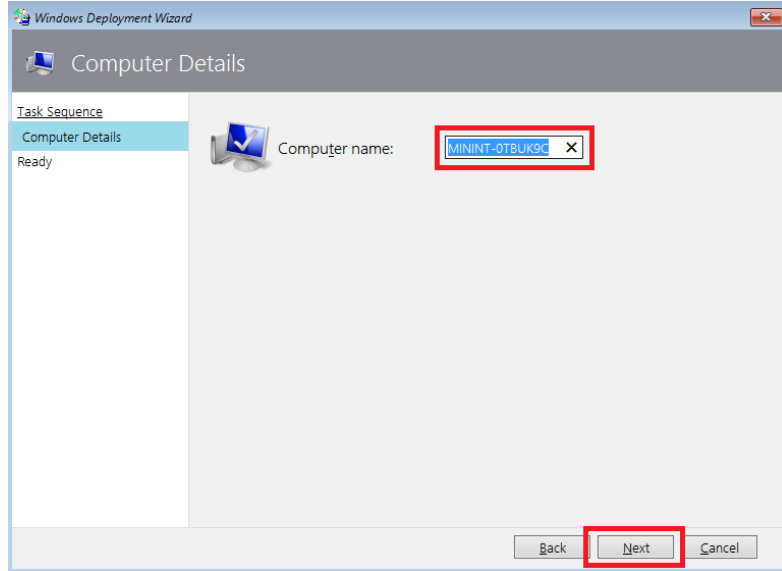 Windows Deployment Wizard
Computer Details
Task Sequence
Computer Details
Ready
Computer name:
MININT-0TBUK9C
Back
Next
Cancel